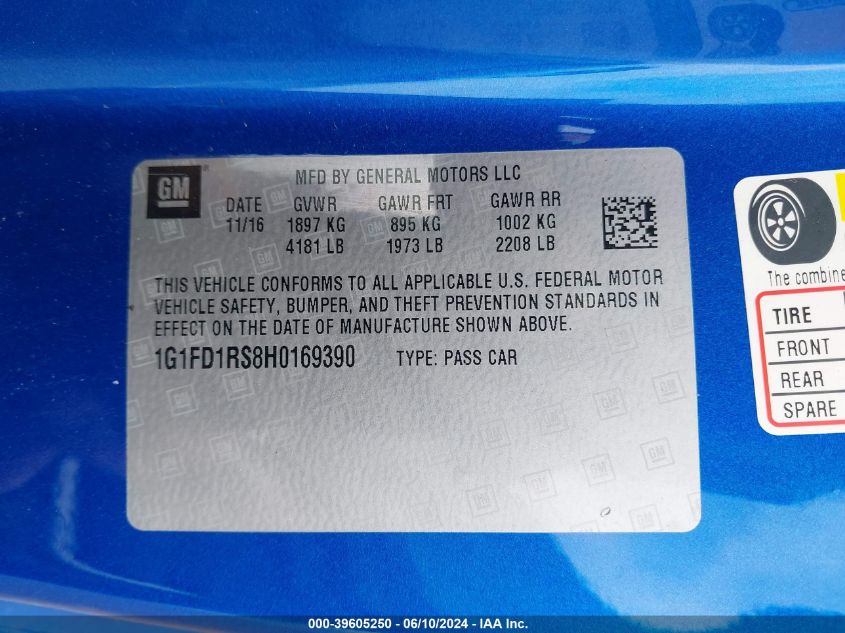 GM
MFD BY GENERAL MOTORS LLC
DATE GVWR GAWR FRT GAWR RR
11/16 1897 KG 895 KG 1002 KG
4181 LB 1973 LB 2208 LB
THIS VEHICLE CONFORMS TO ALL APPLICABLE U.S. FEDERAL MOTOR
VEHICLE SAFETY, BUMPER, AND THEFT PREVENTION STANDARDS IN
EFFECT ON THE DATE OF MANUFACTURE SHOWN ABOVE.
1G1FD1RS8H0169390 TYPE: PASS CAR
The combine
TIRE
FRONT
REAR
SPARE
000-39605250 - 06/10/2024 - IAA Inc.